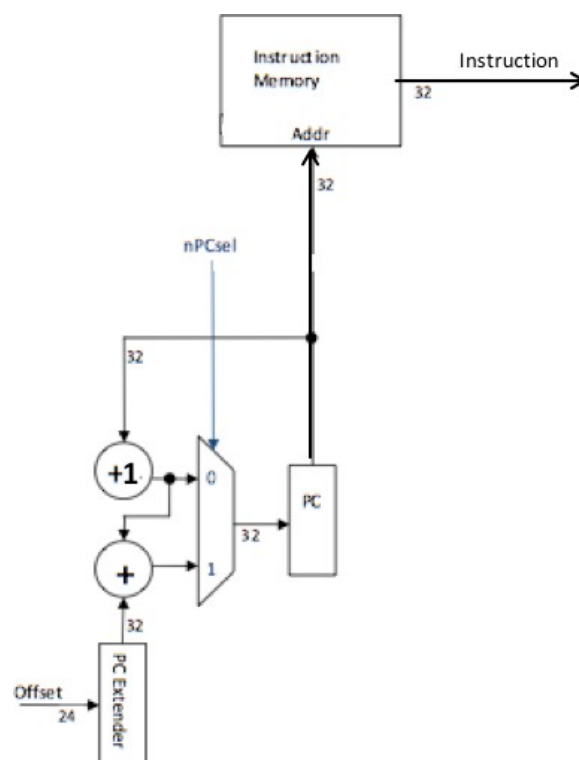 Instruction
Memory
Instruction
32
Addr
32
nPCsel
32
+1
0
PC
32
+
1
32
PC Extender
Offset
24